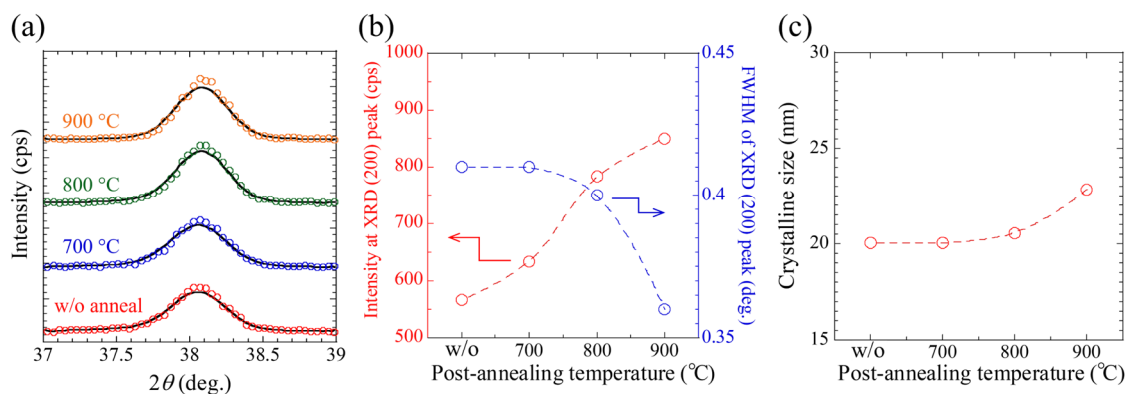 (a)
Intensity (cps)
900 °C
800 °C
700 °C
w/o anneal
37 37.5 38 38.5 39
2θ (deg.)
(b)
Intensity at XRD (200) peak (cps)
1000
900
800
700
600
500
0.45
0.4
0.35
FWHM of XRD (200) peak (deg.)
w/o 700 800 900
Post-annealing temperature (℃)
(c)
Crystalline size (nm)
30
25
20
15
w/o 700 800 900
Post-annealing temperature (℃)